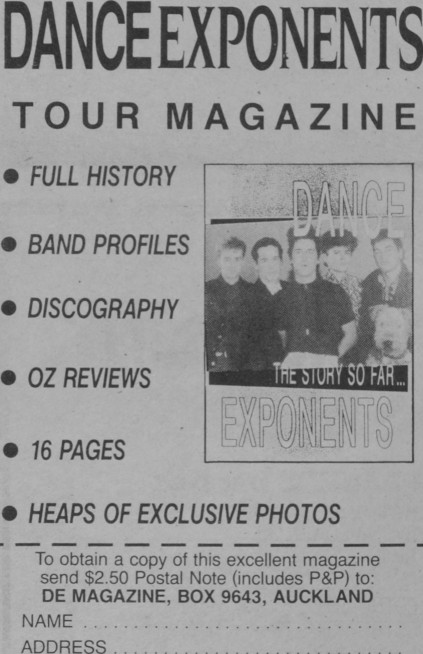 DANCE EXPONENTS
TOUR MAGAZINE
● FULL HISTORY
● BAND PROFILES
● DISCOGRAPHY
● OZ REVIEWS
● 16 PAGES
● HEAPS OF EXCLUSIVE PHOTOS
DANCE
THE STORY SO FAR...
EXPONENTS
To obtain a copy of this excellent magazine
send $2.50 Postal Note (includes P&P) to:
DE MAGAZINE, BOX 9643, AUCKLAND
NAME ................................
ADDRESS .............................